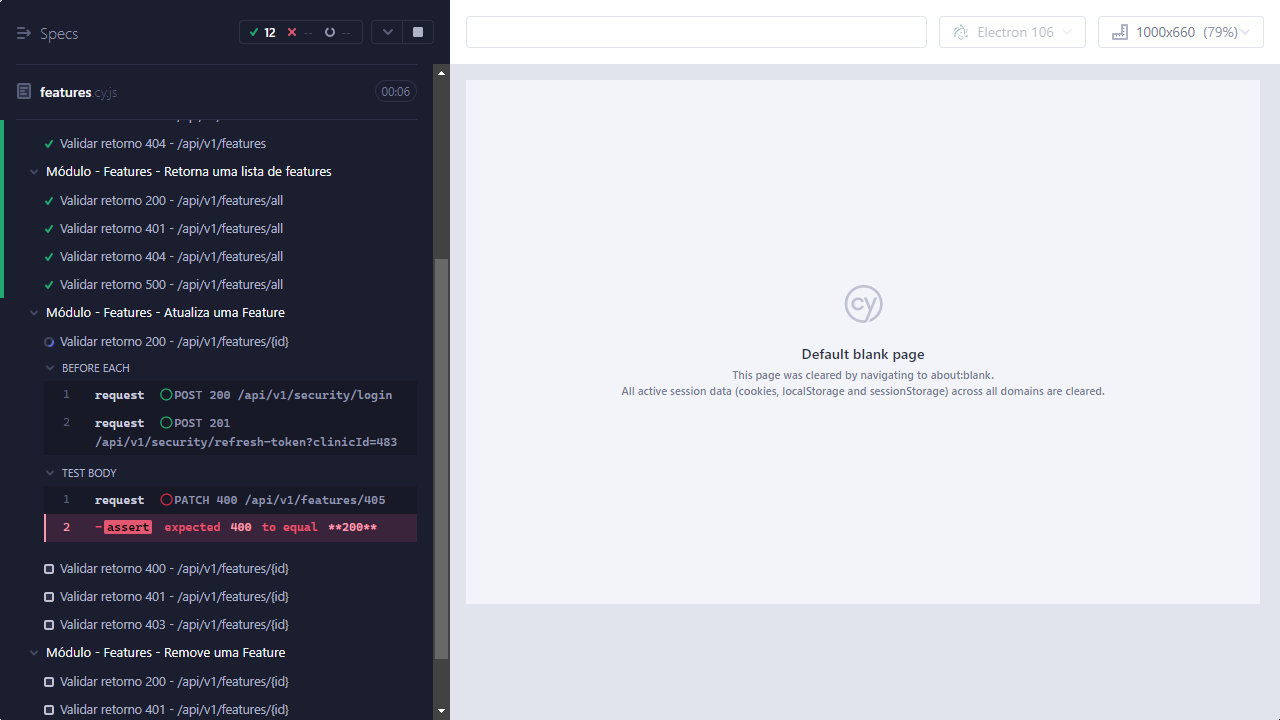 Specs
12
--
--
features.cy.js
00:06
Validar retorno 404 - /api/v1/features
Módulo - Features - Retorna uma lista de features
Validar retorno 200 - /api/v1/features/all
Validar retorno 401 - /api/v1/features/all
Validar retorno 404 - /api/v1/features/all
Validar retorno 500 - /api/v1/features/all
Módulo - Features - Atualiza uma Feature
Validar retorno 200 - /api/v1/features/{id}
BEFORE EACH
1 request POST 200 /api/v1/security/login
2 request POST 201
/api/v1/security/refresh-token?clinicId=483
TEST BODY
1 request PATCH 400 /api/v1/features/405
2 -assert expected 400 to equal **200**
Validar retorno 400 - /api/v1/features/{id}
Validar retorno 401 - /api/v1/features/{id}
Validar retorno 403 - /api/v1/features/{id}
Módulo - Features - Remove uma Feature
Validar retorno 200 - /api/v1/features/{id}
Validar retorno 401 - /api/v1/features/{id}
Electron 106
1000x660 (79%)
cy
Default blank page
This page was cleared by navigating to about:blank.
All active session data (cookies, localStorage and sessionStorage) across all domains are cleared.